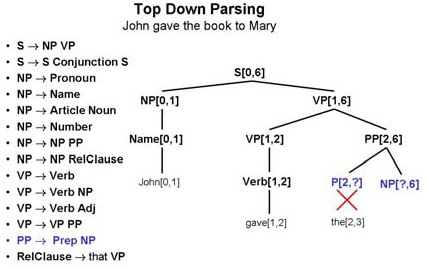 Top Down Parsing
John gave the book to Mary
• S → NP VP
• S → S Conjunction S
• NP → Pronoun
• NP → Name
• NP → Article Noun
• NP → Number
• NP → NP PP
• NP → NP RelClause
• VP → Verb
• VP → Verb NP
• VP → Verb Adj
• VP → VP PP
• PP → Prep NP
• RelClause → that VP
S[0,6]
NP[0,1] VP[1,6]
Name[0,1] VP[1,2] PP[2,6]
John[0,1] Verb[1,2] P[2,?] NP[?,6]
gave[1,2] the[2,3]